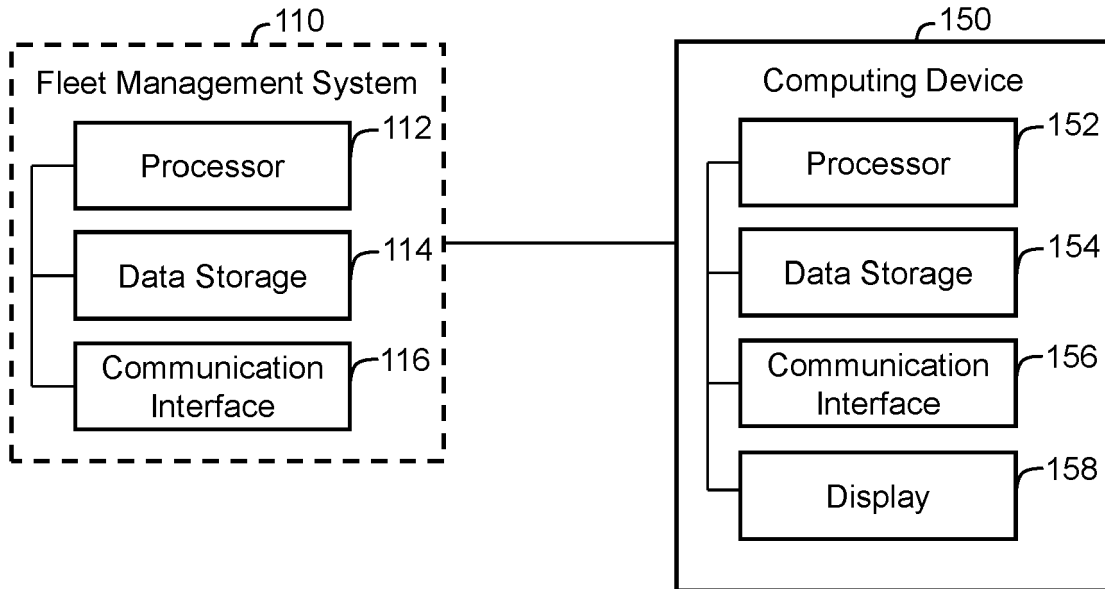 110
Fleet Management System
Processor
112
Data Storage
114
Communication
Interface
116
150
Computing Device
Processor
152
Data Storage
154
Communication
Interface
156
Display
158